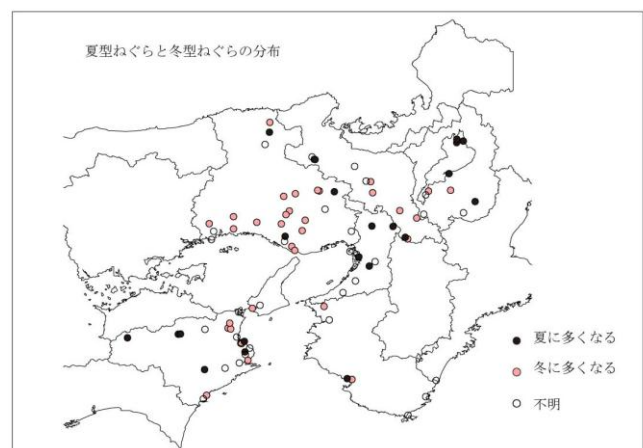 夏型ねぐらと冬型ねぐらの分布
夏に多くなる
冬に多くなる
不明